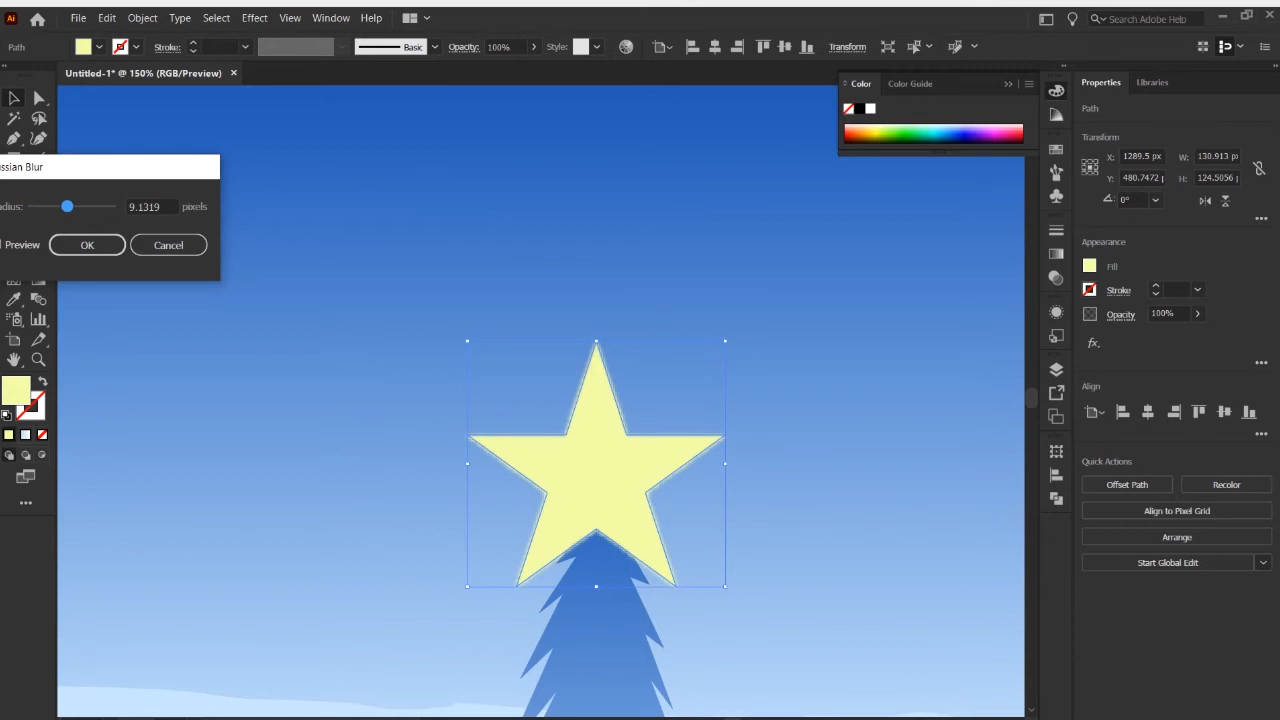 Ai File Edit Object Type Select Effect View Window Help Search Adobe Help
Path Stroke: Basic Opacity: 100% Style: Transform
Untitled-1* @ 150% (RGB/Preview) ×
Color Color Guide
Properties Libraries
Path
Transform
X: 1289.5 px W: 130.913 px
Y: 480.7472 p H: 124.5056 p
0°
Appearance
Fill
Stroke
Opacity 100%
fx.
Align
Quick Actions
Offset Path Recolor
Align to Pixel Grid
Arrange
Start Global Edit
ssian Blur
adius: 9.1319 pixels
Preview OK Cancel